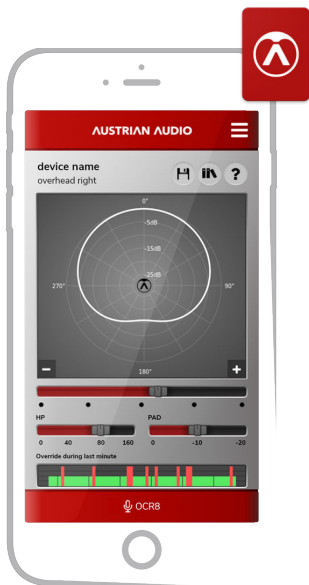 AUSTRIAN AUDIO
device name
overhead right
?
0°
-5dB
-15dB
-25dB
270°
90°
180°
- +
HP PAD
0 40 80 160 0 -10 -20
Override during last minute
OCR8